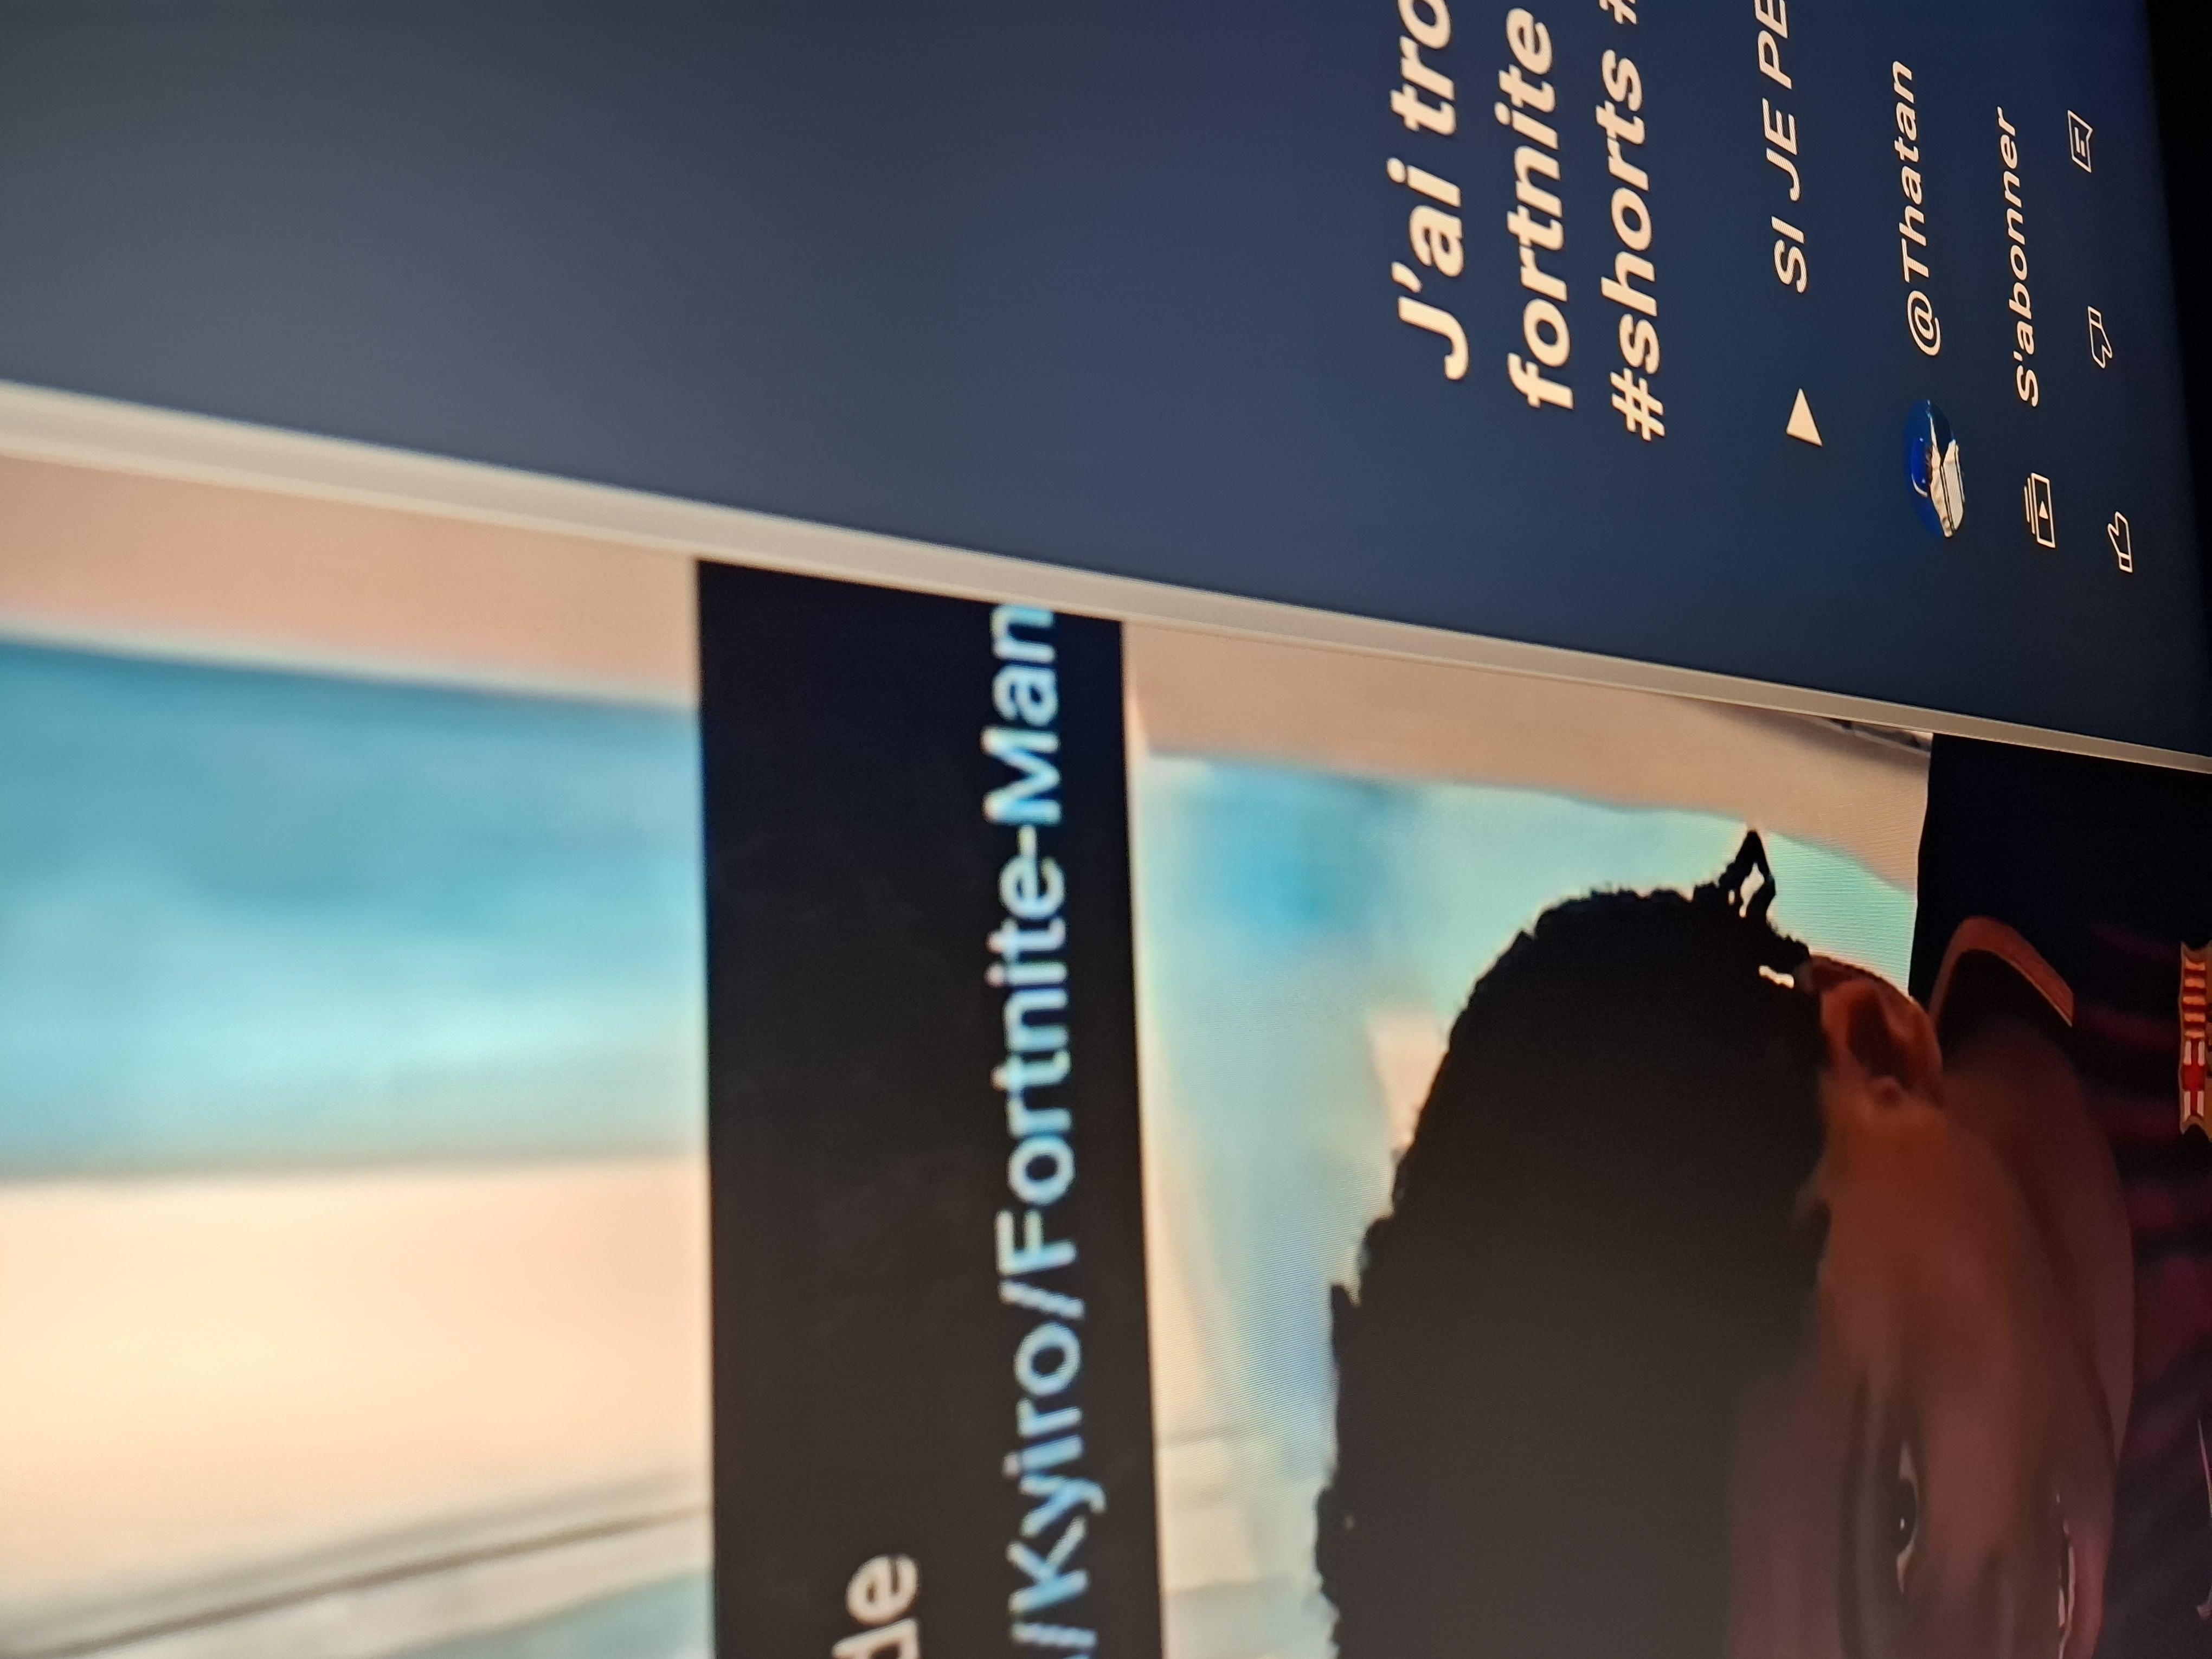 de
/Kyiro/Fortnite-Man
J'ai tro
fortnite
#shorts #
SI JE PE
@Thatan
S'abonner